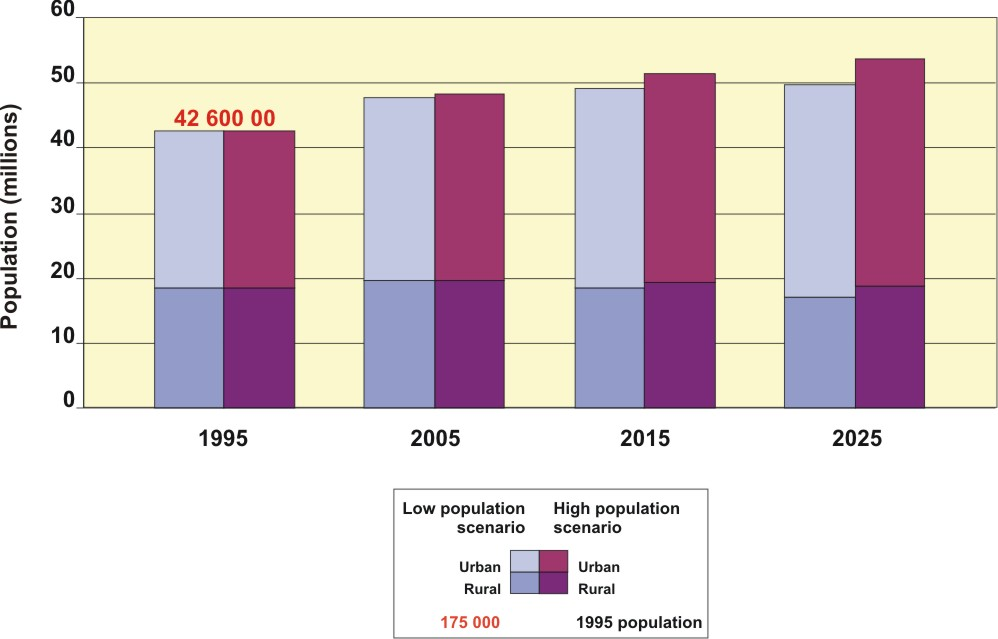 Population (millions)
60
50
40
30
20
10
0
42 600 00
1995
2005
2015
2025
Low population scenario
High population scenario
Urban
Urban
Rural
Rural
175 000
1995 population